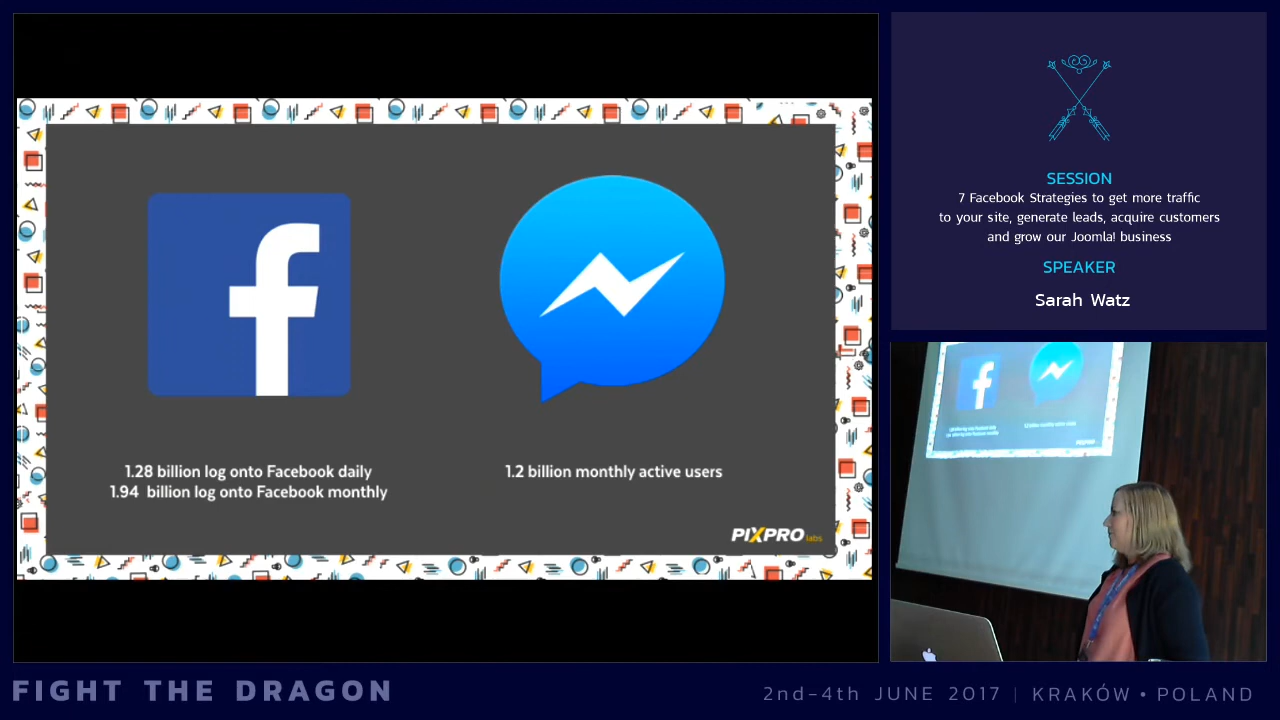 1.28 billion log onto Facebook daily
1.94 billion log onto Facebook monthly
1.2 billion monthly active users
PIXPRO labs
SESSION
7 Facebook Strategies to get more traffic
to your site, generate leads, acquire customers
and grow our Joomla! business
SPEAKER
Sarah Watz
FIGHT THE DRAGON
2nd-4th JUNE 2017 | KRAKÓW • POLAND